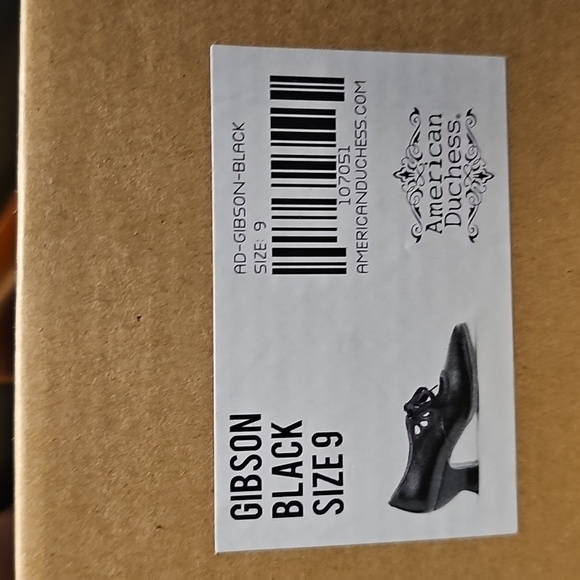 AD-GIBSON-BLACK
SIZE: 9
107051
AMERICANDUCHESS.COM
American
Duchess®
GIBSON
BLACK
SIZE 9